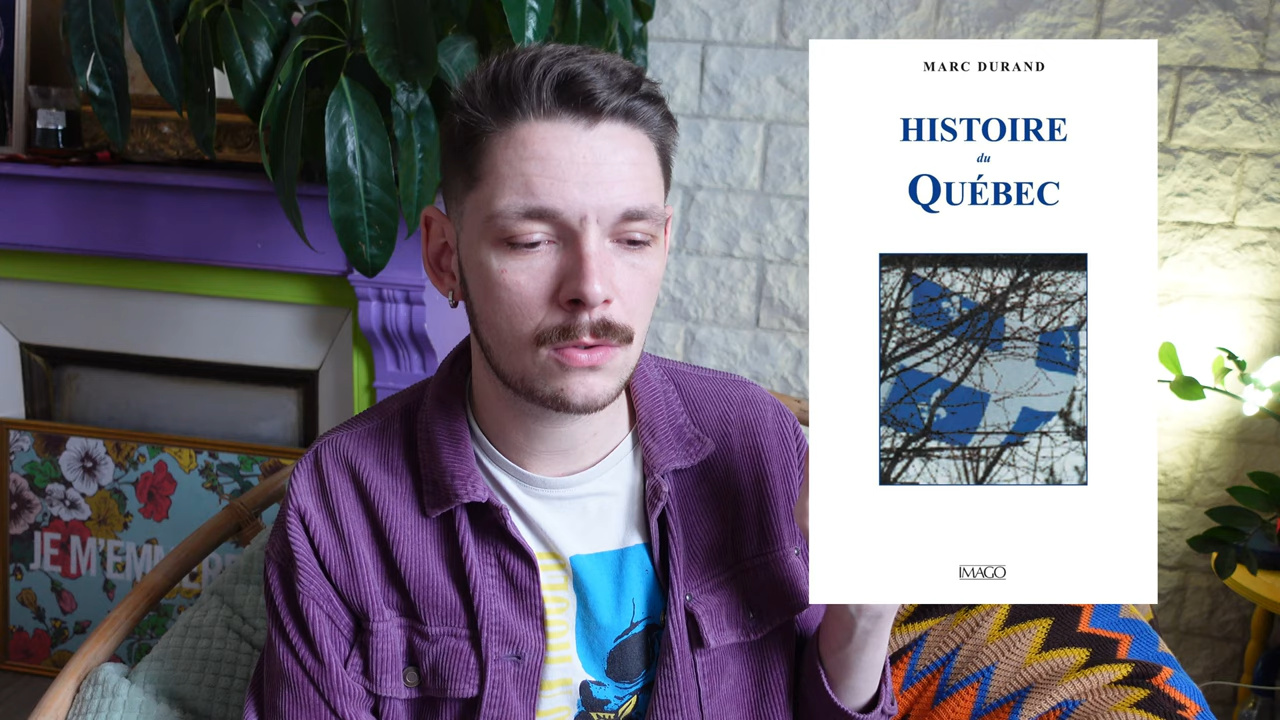 MARC DURAND
HISTOIRE
du
QUÉBEC
IMAGO
JE M'EM